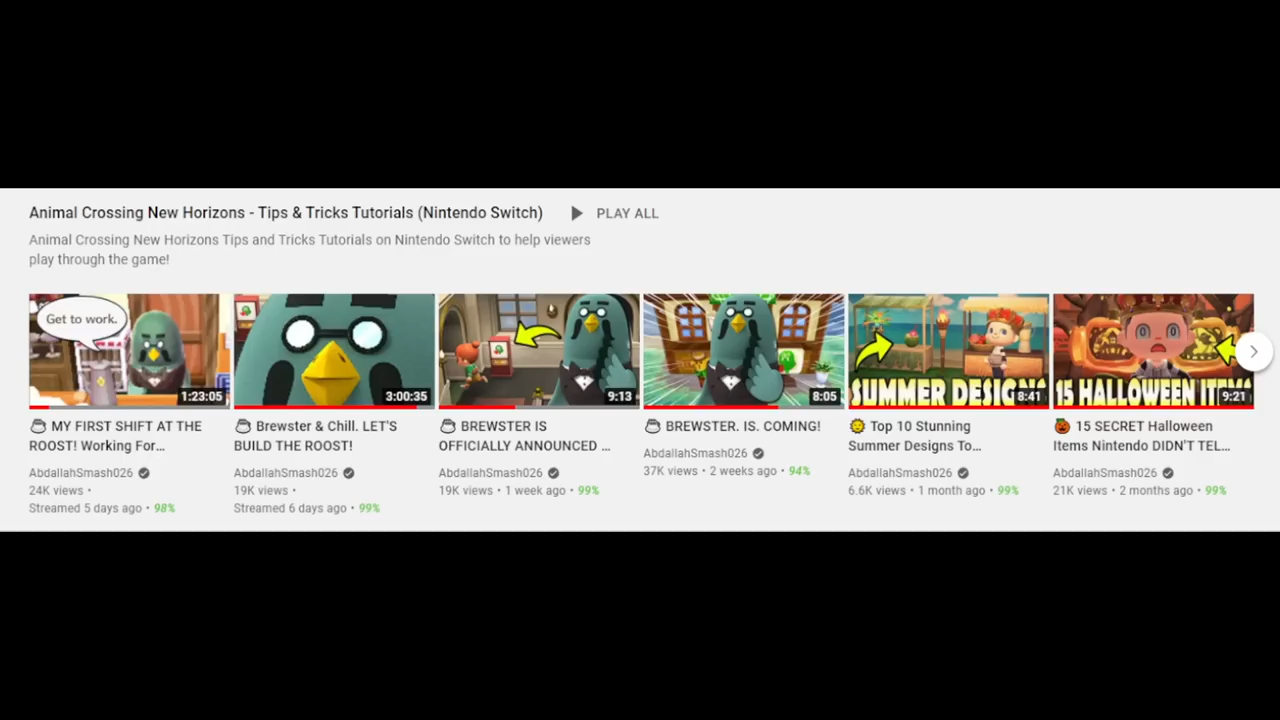 Animal Crossing New Horizons - Tips & Tricks Tutorials (Nintendo Switch) PLAY ALL
Animal Crossing New Horizons Tips and Tricks Tutorials on Nintendo Switch to help viewers
play through the game!
Get to work.
1:23:05
MY FIRST SHIFT AT THE
ROOST! Working For...
AbdallahSmash026
24K views •
Streamed 5 days ago • 98%
3:00:35
Brewster & Chill. LET'S
BUILD THE ROOST!
AbdallahSmash026
19K views •
Streamed 6 days ago • 99%
9:13
BREWSTER IS
OFFICIALLY ANNOUNCED ...
AbdallahSmash026
19K views • 1 week ago • 99%
8:05
BREWSTER. IS. COMING!
AbdallahSmash026
37K views • 2 weeks ago • 94%
SUMMER DESIGNS
8:41
🌞 Top 10 Stunning
Summer Designs To...
AbdallahSmash026
6.6K views • 1 month ago • 99%
15 HALLOWEEN ITEMS
9:21
🎃 15 SECRET Halloween
Items Nintendo DIDN'T TEL...
AbdallahSmash026
21K views • 2 months ago • 99%